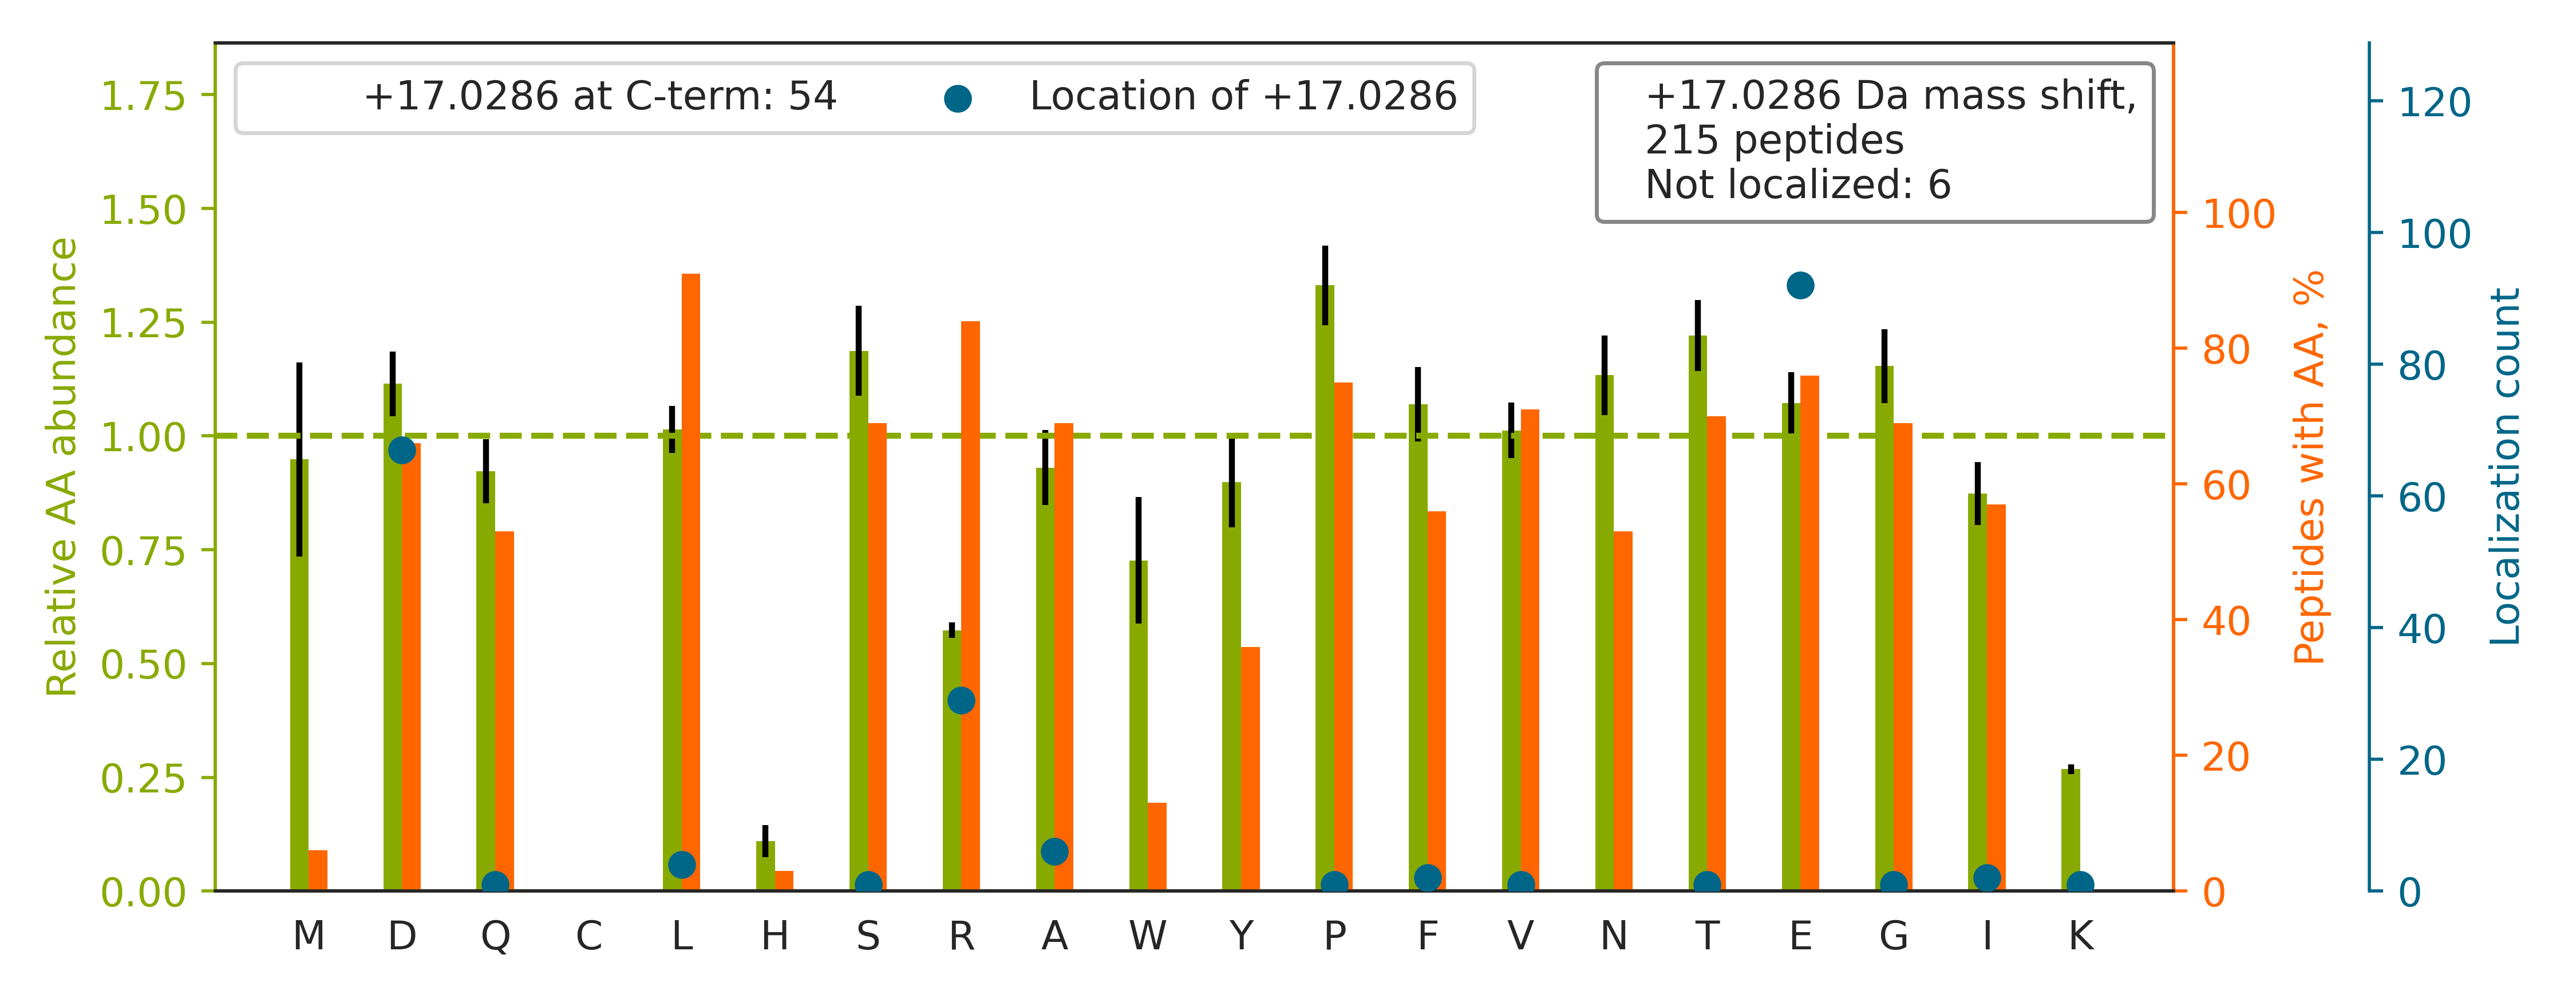 +17.0286 at C-term: 54
Location of +17.0286
+17.0286 Da mass shift,
215 peptides
Not localized: 6
Relative AA abundance
1.75
1.50
1.25
1.00
0.75
0.50
0.25
0.00
Peptides with AA, %
100
80
60
40
20
0
Localization count
120
100
80
60
40
20
0
M D Q C L H S R A W Y P F V N T E G I K